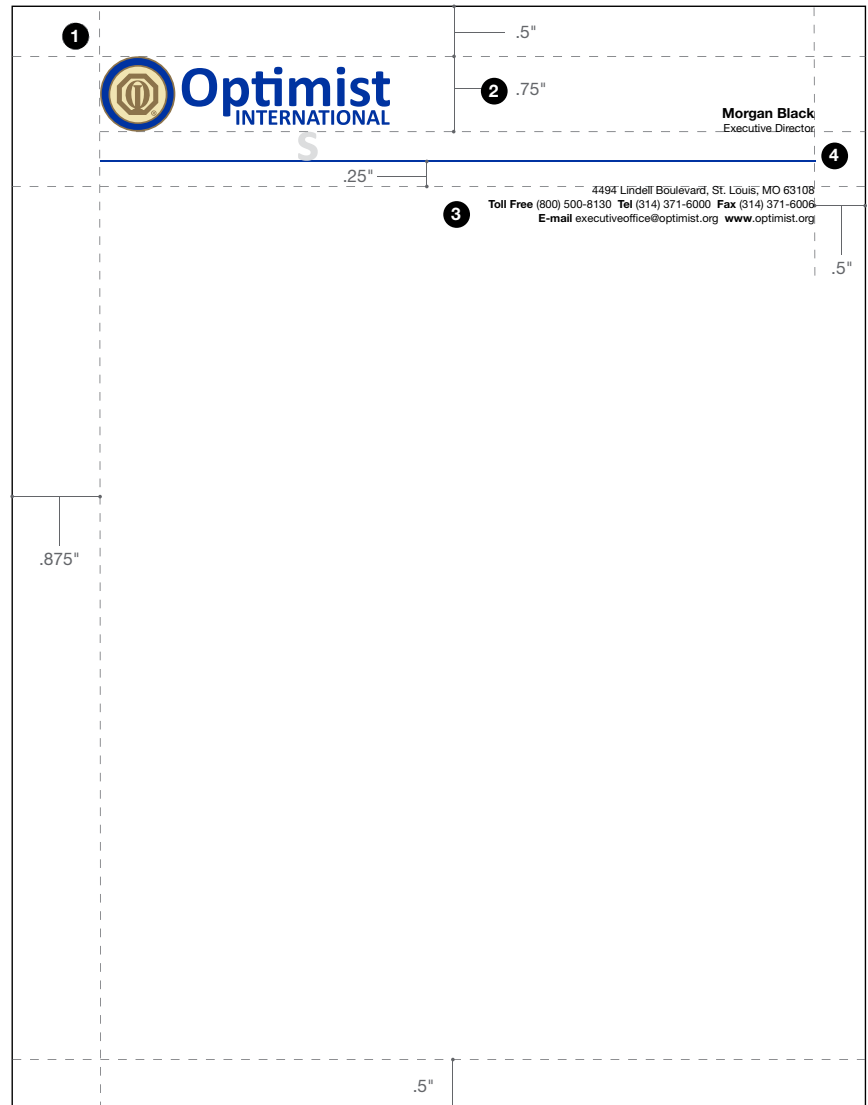 1
.5"
Optimist
INTERNATIONAL
2 .75"
Morgan Black
Executive Director
S
4
.25"
4494 Lindell Boulevard, St. Louis, MO 63108
3 Toll Free (800) 500-8130 Tel (314) 371-6000 Fax (314) 371-6006
E-mail executiveoffice@optimist.org www.optimist.org
.5"
.875"
.5"